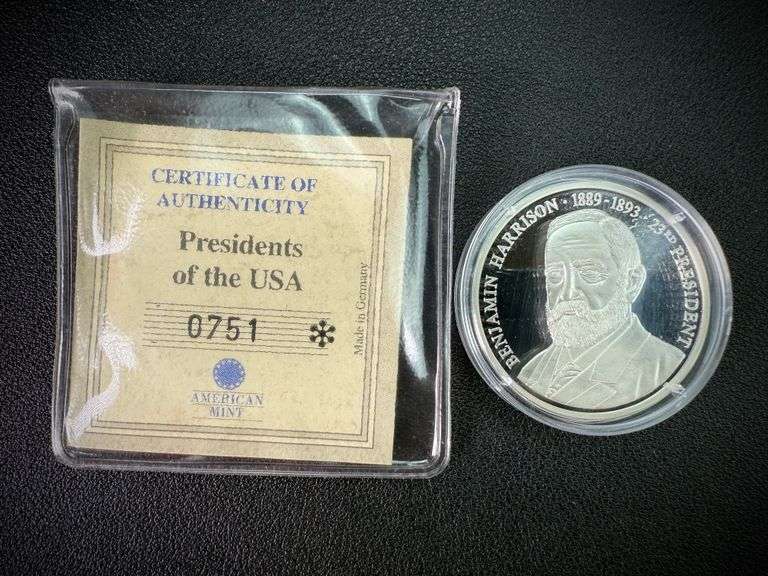 CERTIFICATE OF
AUTHENTICITY
Presidents
of the USA
0751
Made in Germany
AMERICAN
MINT
BENJAMIN HARRISON · 1889-1893 · 23RD PRESIDENT